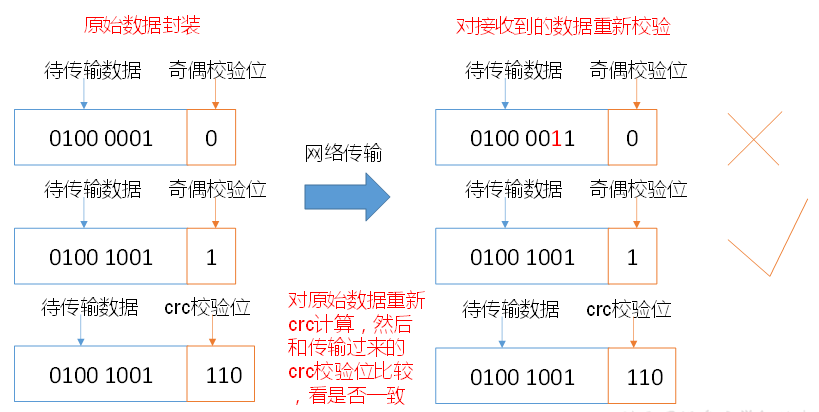 原始数据封装
对接收到的数据重新校验
待传输数据 奇偶校验位
待传输数据 奇偶校验位
0100 0001 0
0100 0011 0
网络传输
待传输数据 奇偶校验位
待传输数据 奇偶校验位
0100 1001 1
0100 1001 1
对原始数据重新
crc计算，然后
和传输过来的
crc校验位比较
，看是否一致
待传输数据 crc校验位
待传输数据 crc校验位
0100 1001 110
0100 1001 110